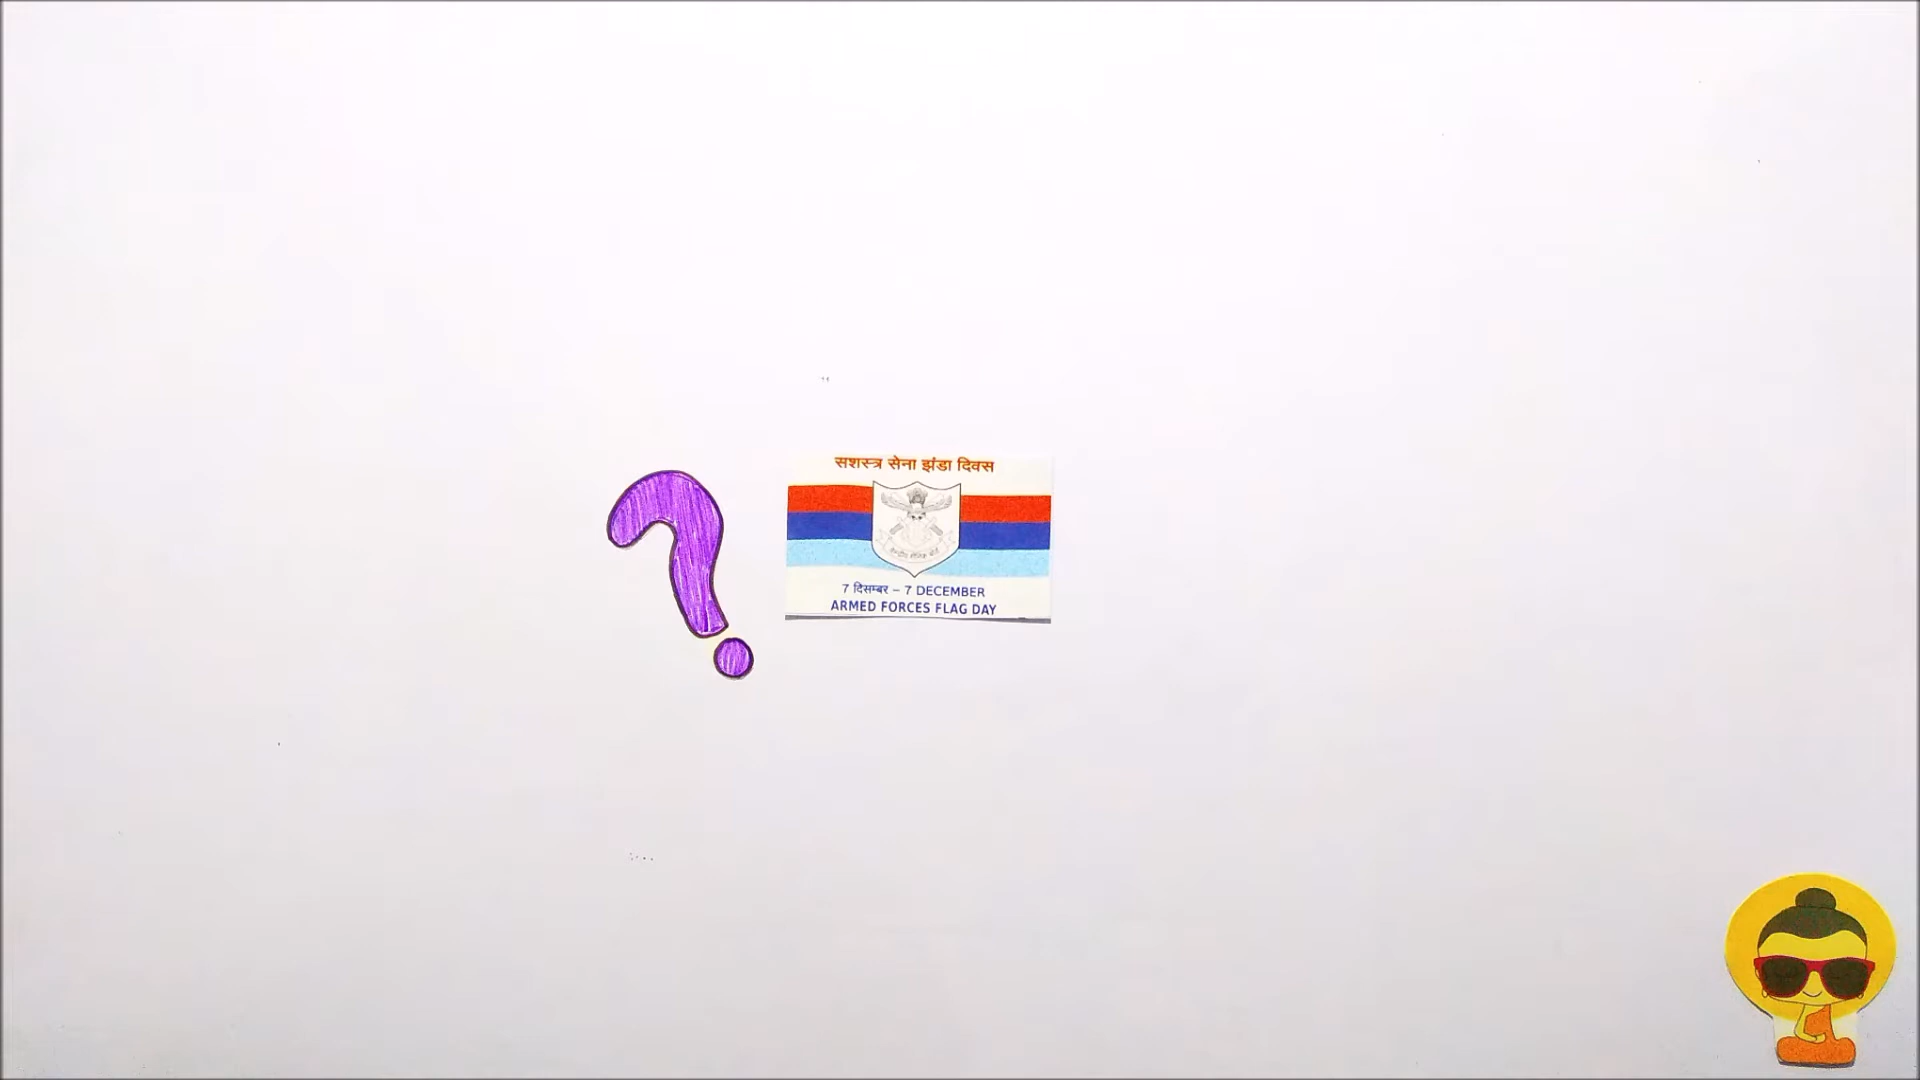 सशस्त्र सेना झंडा दिवस
7 दिसम्बर – 7 DECEMBER
ARMED FORCES FLAG DAY